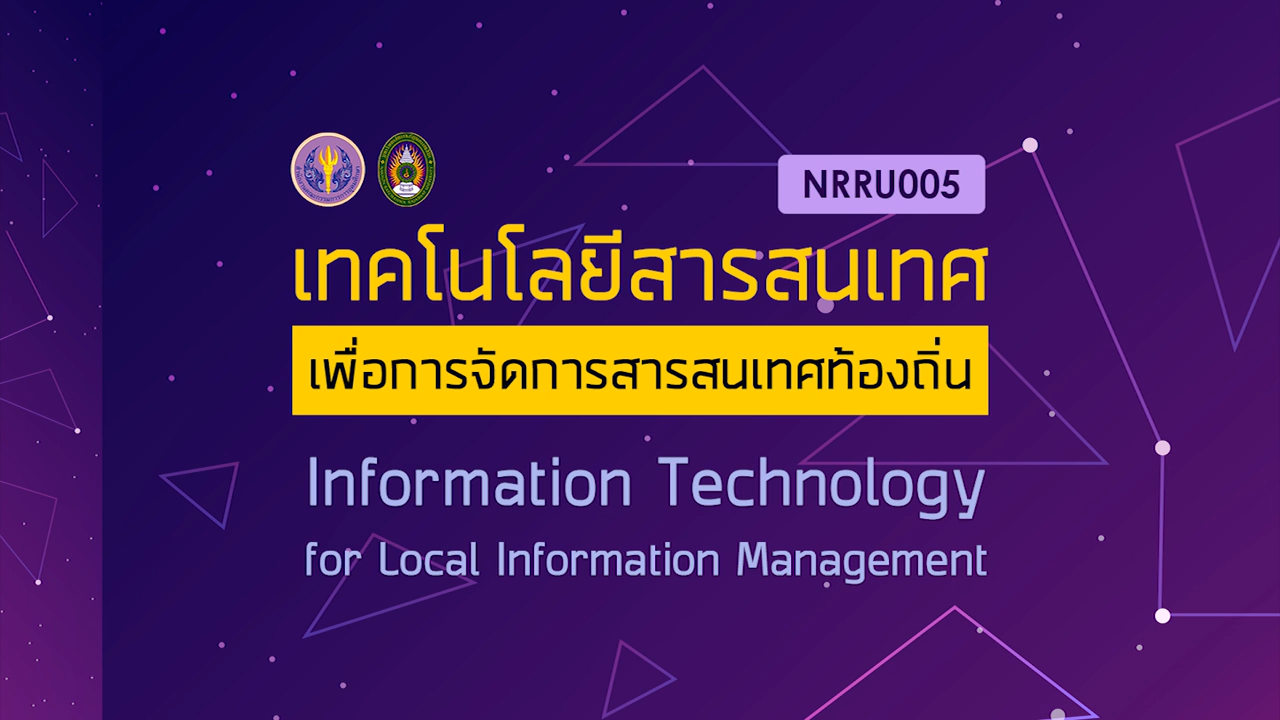 NRRU005
เทคโนโลยีสารสนเทศ
เพื่อการจัดการสารสนเทศท้องถิ่น
Information Technology
for Local Information Management